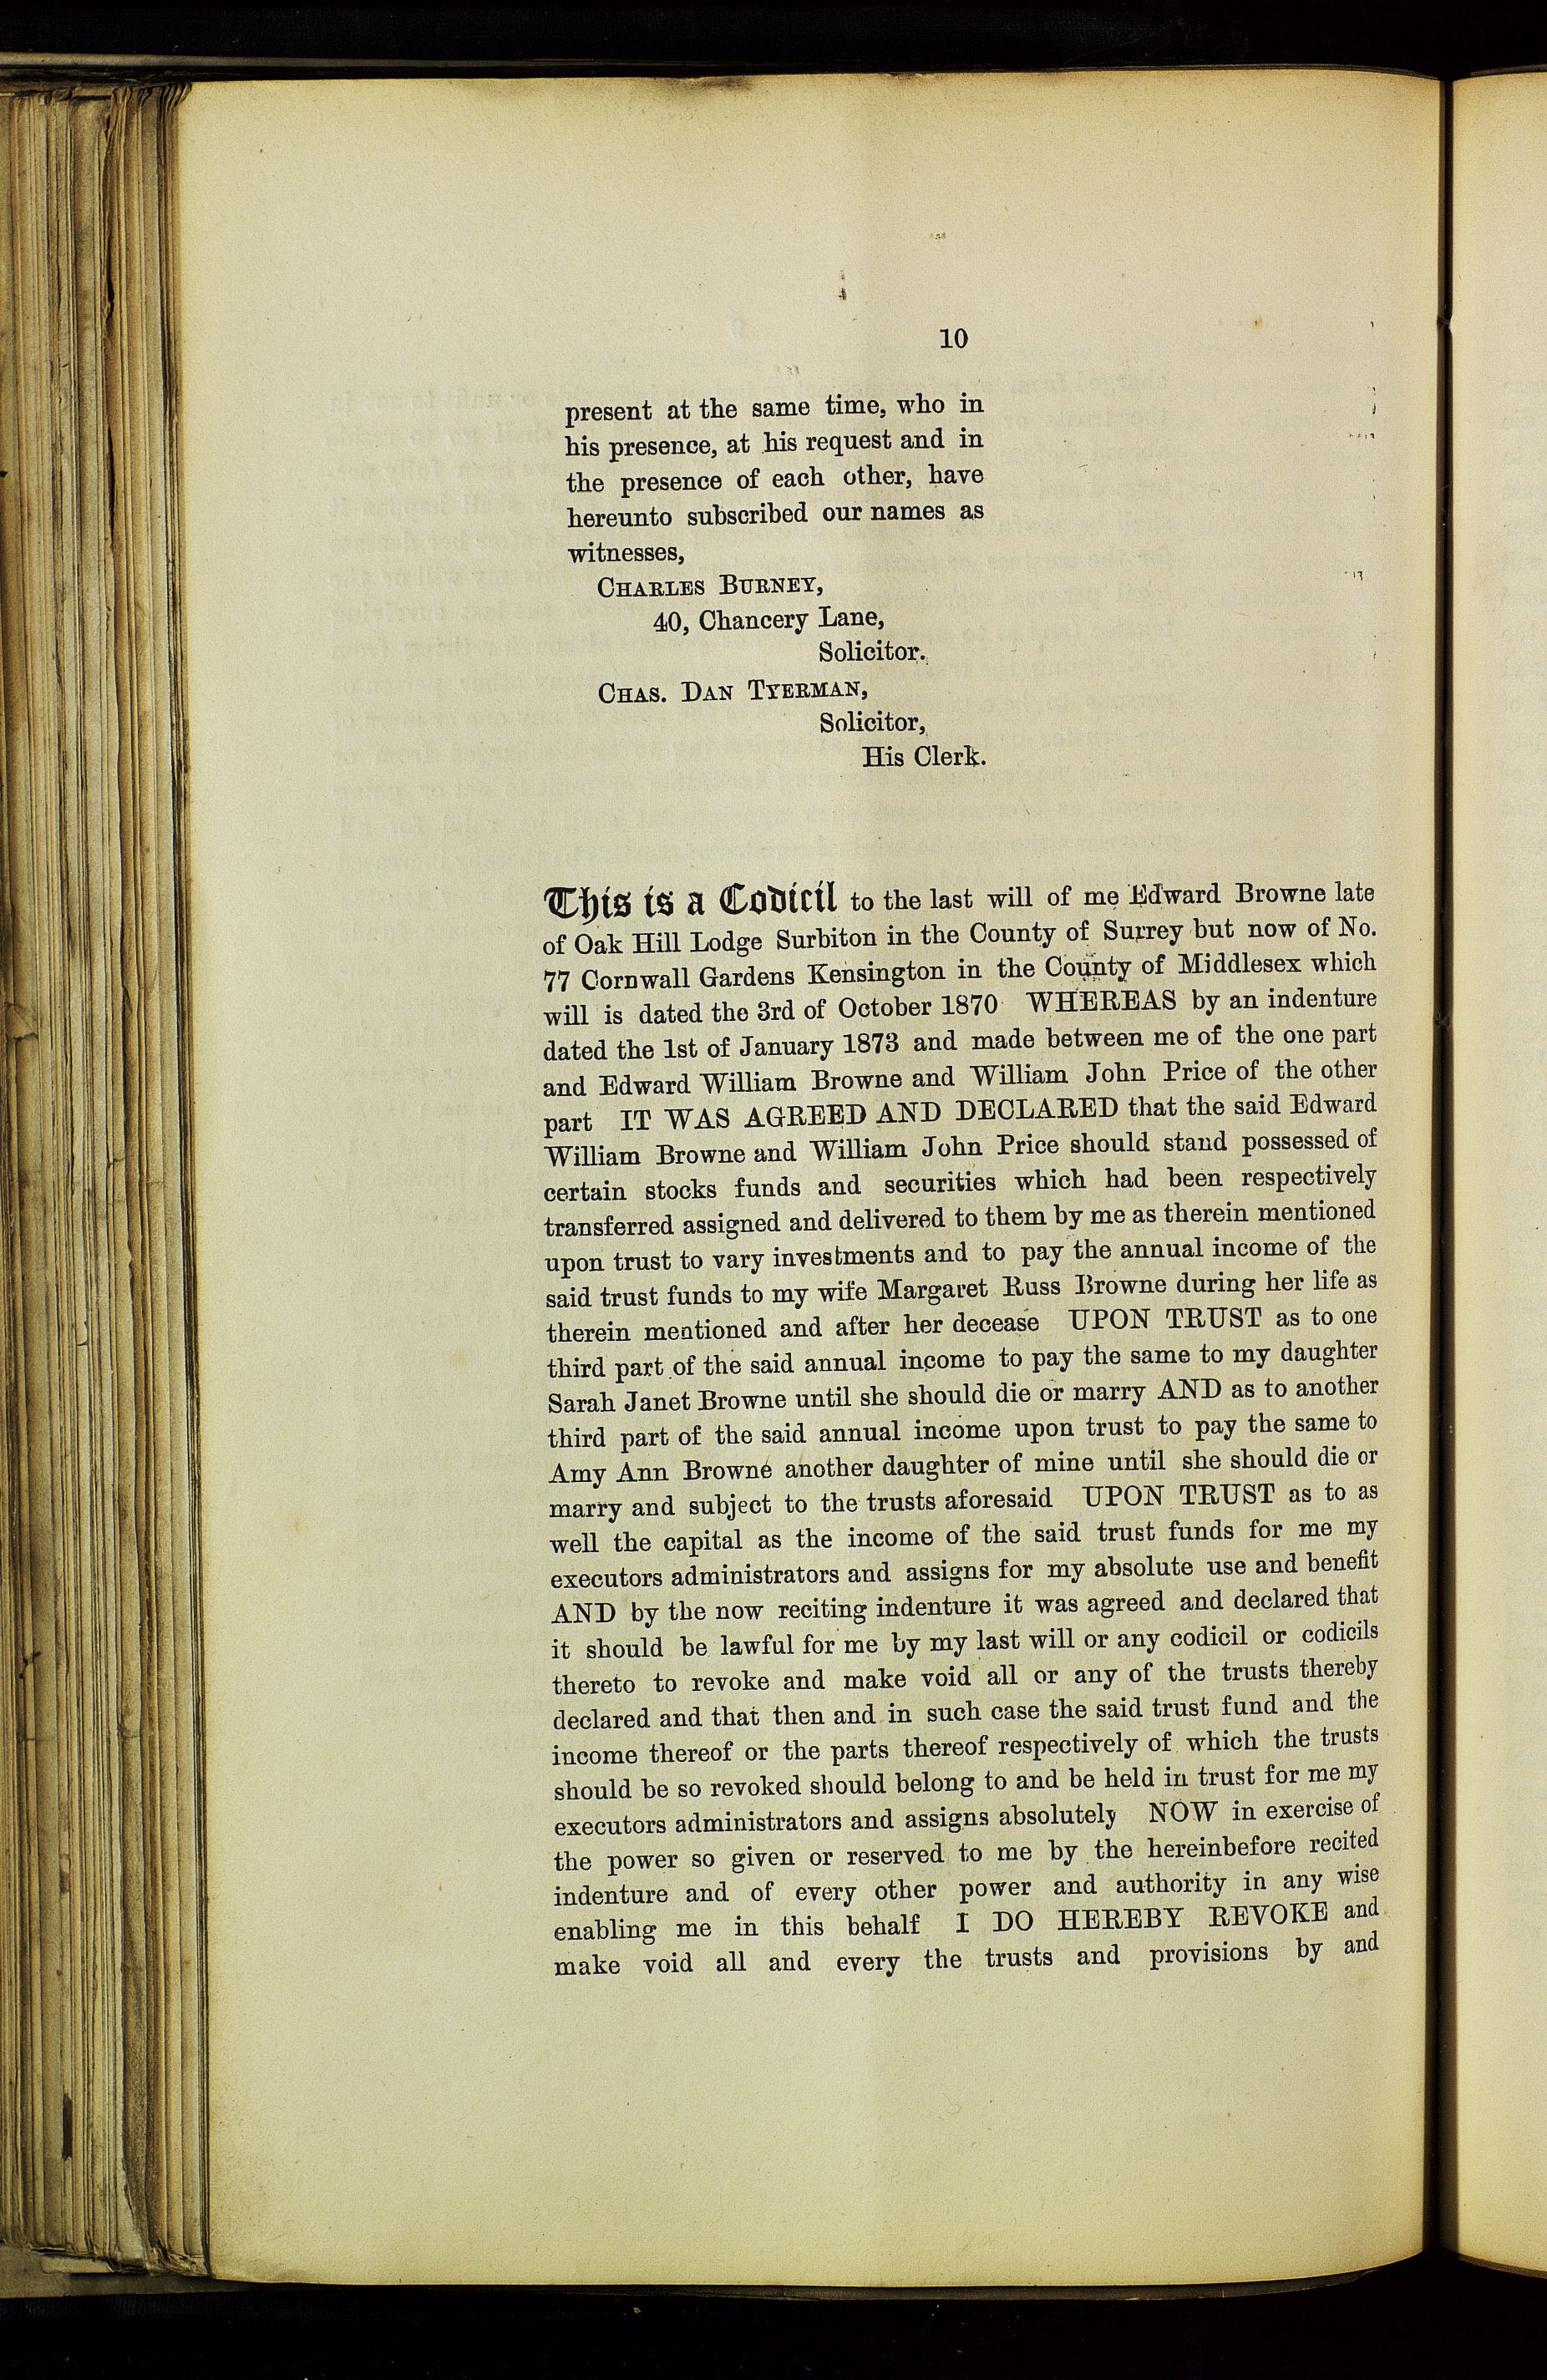 10
present at the same time, who in
his presence, at his request and in
the presence of each other, have
hereunto subscribed our names as
witnesses,
CHARLES BURNEY,
40, Chancery Lane,
Solicitor.
CHAS. DAN TYERMAN,
Solicitor,
His Clerk.
This is a Codicil to the last will of me Edward Browne late
of Oak Hill Lodge Surbiton in the County of Surrey but now of No.
77 Cornwall Gardens Kensington in the County of Middlesex which
will is dated the 3rd of October 1870 WHEREAS by an indenture
dated the 1st of January 1873 and made between me of the one part
and Edward William Browne and William John Price of the other
part IT WAS AGREED AND DECLARED that the said Edward
William Browne and William John Price should stand possessed of
certain stocks funds and securities which had been respectively
transferred assigned and delivered to them by me as therein mentioned
upon trust to vary investments and to pay the annual income of the
said trust funds to my wife Margaret Russ Browne during her life as
therein mentioned and after her decease UPON TRUST as to one
third part of the said annual income to pay the same to my daughter
Sarah Janet Browne until she should die or marry AND as to another
third part of the said annual income upon trust to pay the same to
Amy Ann Browne another daughter of mine until she should die or
marry and subject to the trusts aforesaid UPON TRUST as to as
well the capital as the income of the said trust funds for me my
executors administrators and assigns for my absolute use and benefit
AND by the now reciting indenture it was agreed and declared that
it should be lawful for me by my last will or any codicil or codicils
thereto to revoke and make void all or any of the trusts thereby
declared and that then and in such case the said trust fund and the
income thereof or the parts thereof respectively of which the trusts
should be so revoked should belong to and be held in trust for me my
executors administrators and assigns absolutely NOW in exercise of
the power so given or reserved to me by the hereinbefore recited
indenture and of every other power and authority in any wise
enabling me in this behalf I DO HEREBY REVOKE and
make void all and every the trusts and provisions by and